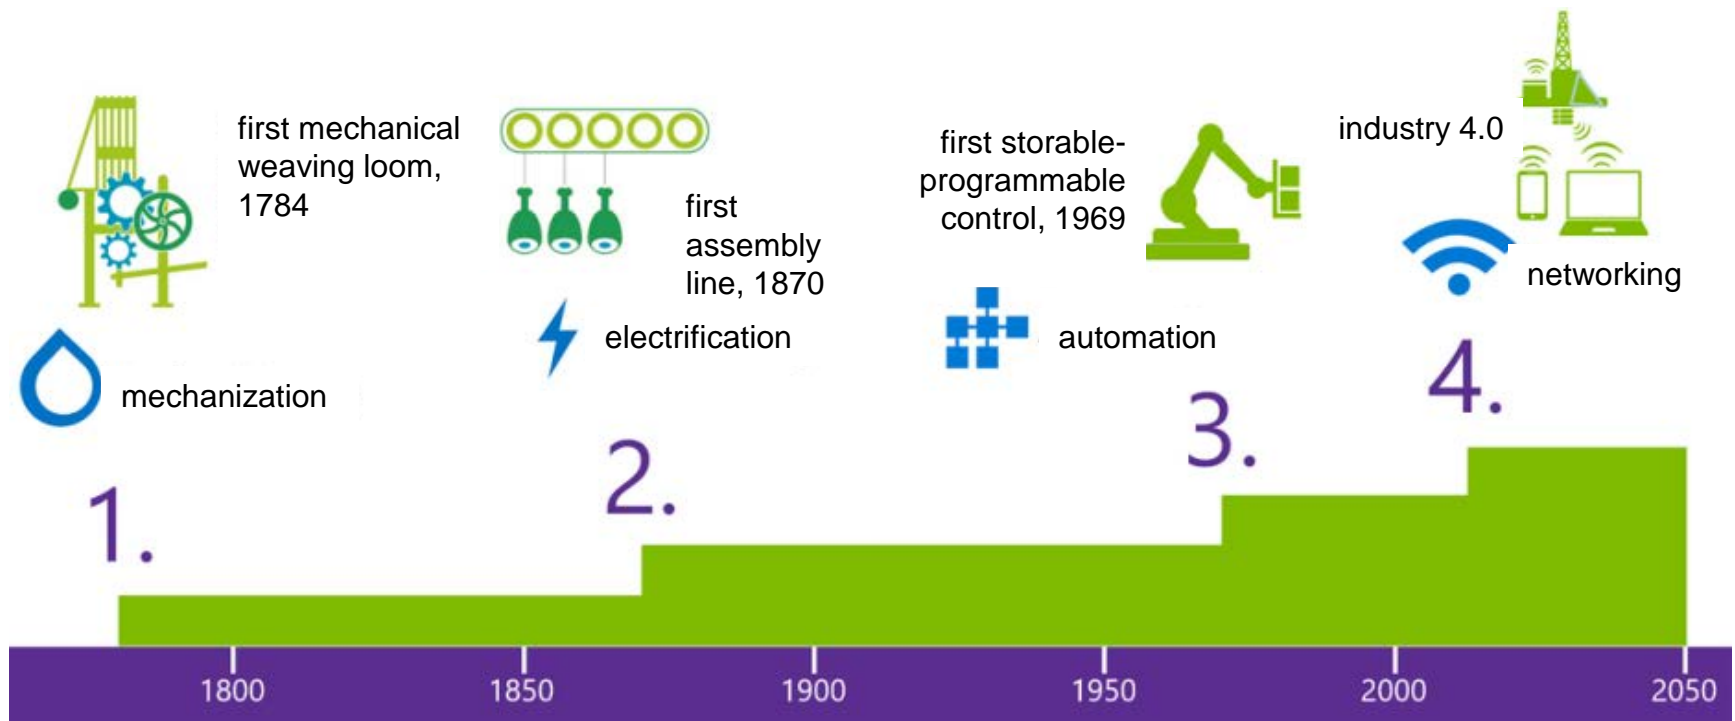 first mechanical
weaving loom,
1784
mechanization
1.
first
assembly
line, 1870
electrification
2.
first storable-
programmable
control, 1969
automation
3.
industry 4.0
networking
4.
1800
1850
1900
1950
2000
2050